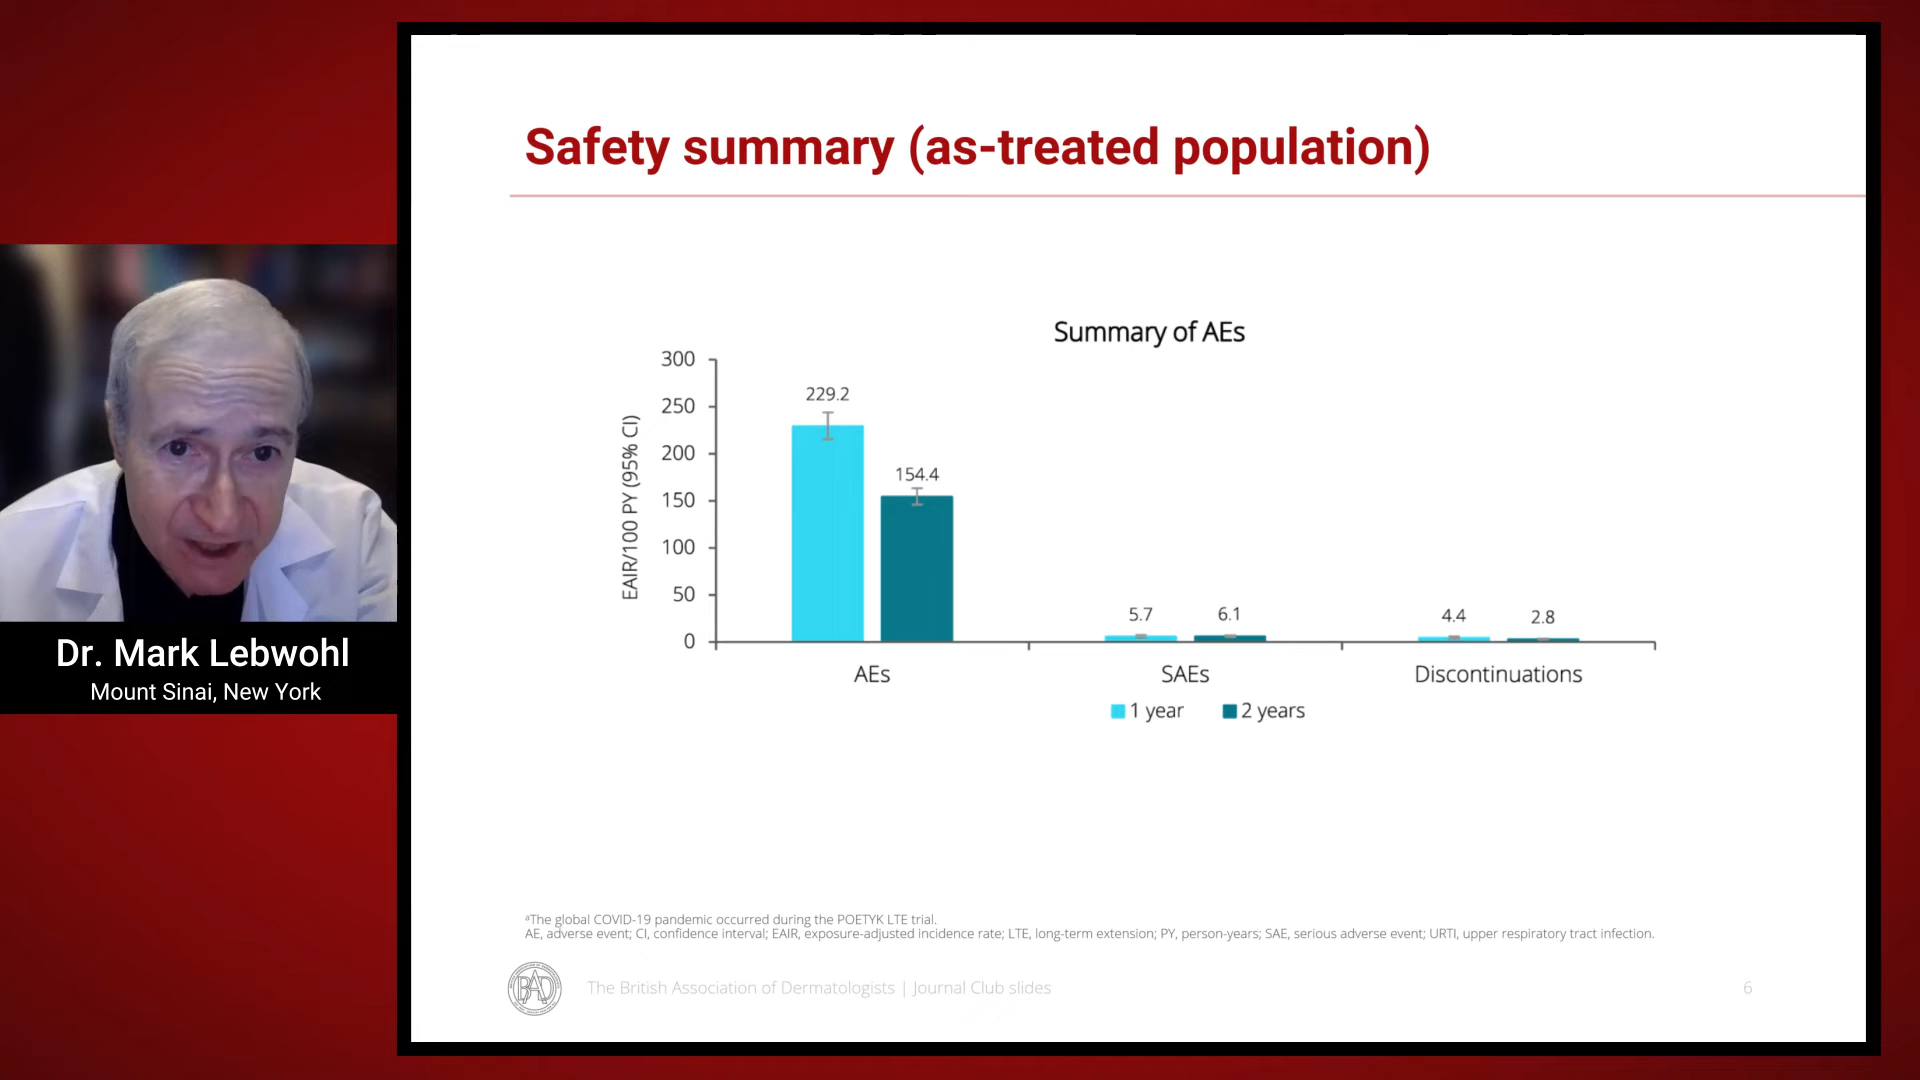 Safety summary (as-treated population)
Summary of AEs
EAIR/100 PY (95% CI)
300
250
200
150
100
50
0
229.2
154.4
5.7
6.1
4.4
2.8
AEs
SAEs
Discontinuations
1 year
2 years
Dr. Mark Lebwohl
Mount Sinai, New York
ᵃThe global COVID-19 pandemic occurred during the POETYK LTE trial.
AE, adverse event; CI, confidence interval; EAIR, exposure-adjusted incidence rate; LTE, long-term extension; PY, person-years; SAE, serious adverse event; URTI, upper respiratory tract infection.
BAD
The British Association of Dermatologists | Journal Club slides
6